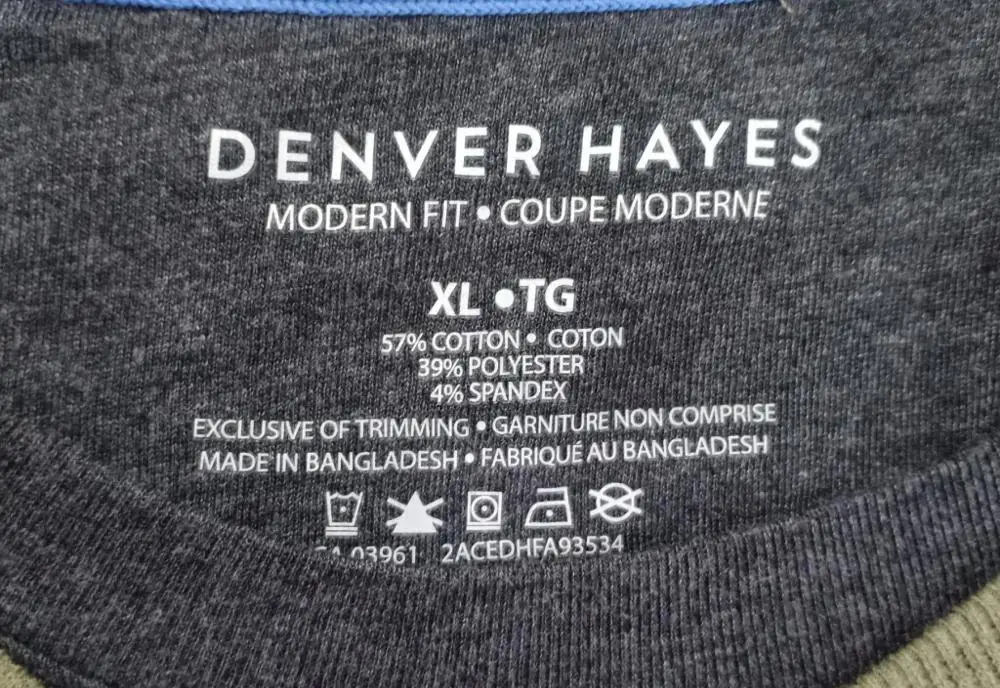 DENVER HAYES
MODERN FIT • COUPE MODERNE
XL • TG
57% COTTON • COTON
39% POLYESTER
4% SPANDEX
EXCLUSIVE OF TRIMMING • GARNITURE NON COMPRISE
MADE IN BANGLADESH • FABRIQUÉ AU BANGLADESH
03961 2ACEDHFA93534